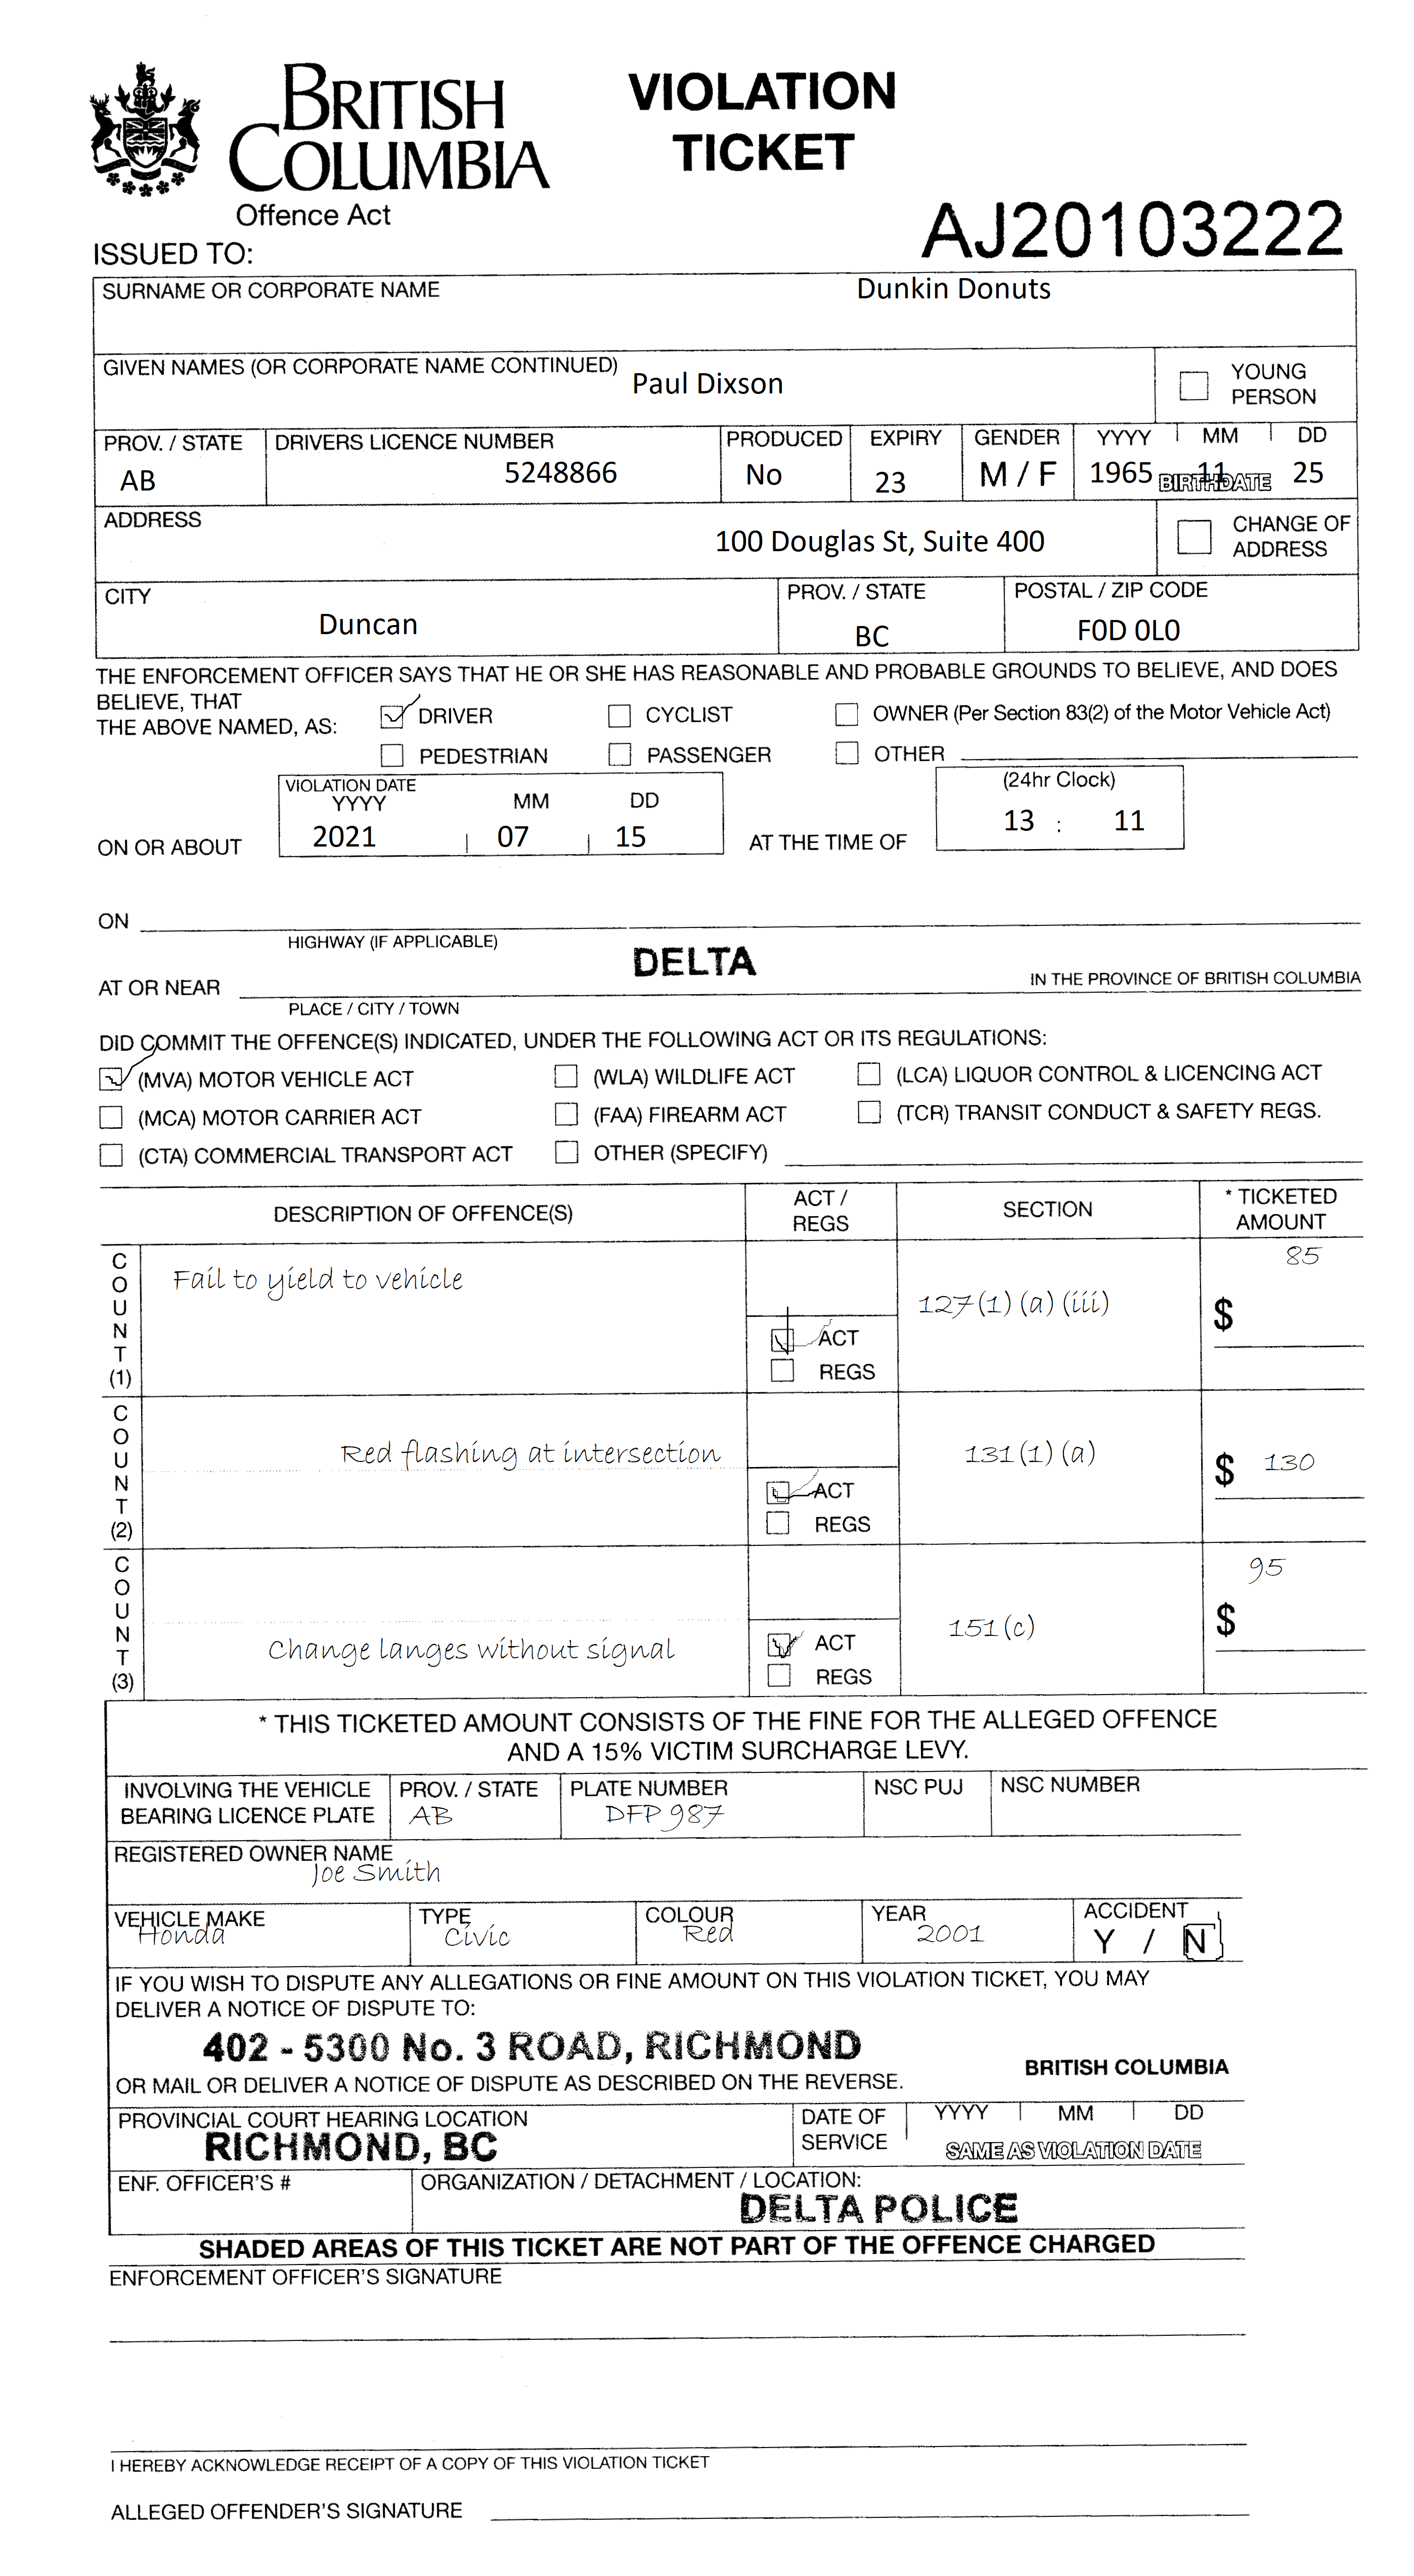 BRITISH
COLUMBIA
Offence Act
VIOLATION
TICKET
AJ20103222
ISSUED TO:
SURNAME OR CORPORATE NAME Dunkin Donuts
GIVEN NAMES (OR CORPORATE NAME CONTINUED) Paul Dixson
YOUNG
PERSON
PROV. / STATE DRIVERS LICENCE NUMBER PRODUCED EXPIRY GENDER YYYY MM DD
AB 5248866 No 23 M / F 1965 11 25
BIRTHDATE
ADDRESS
100 Douglas St, Suite 400
CHANGE OF
ADDRESS
CITY PROV. / STATE POSTAL / ZIP CODE
Duncan BC F0D 0L0
THE ENFORCEMENT OFFICER SAYS THAT HE OR SHE HAS REASONABLE AND PROBABLE GROUNDS TO BELIEVE, AND DOES
BELIEVE, THAT
THE ABOVE NAMED, AS: DRIVER CYCLIST OWNER (Per Section 83(2) of the Motor Vehicle Act)
PEDESTRIAN PASSENGER OTHER
VIOLATION DATE
YYYY MM DD (24hr Clock)
ON OR ABOUT 2021 07 15 AT THE TIME OF 13 : 11
ON
HIGHWAY (IF APPLICABLE)
AT OR NEAR DELTA IN THE PROVINCE OF BRITISH COLUMBIA
PLACE / CITY / TOWN
DID COMMIT THE OFFENCE(S) INDICATED, UNDER THE FOLLOWING ACT OR ITS REGULATIONS:
(MVA) MOTOR VEHICLE ACT (WLA) WILDLIFE ACT (LCA) LIQUOR CONTROL & LICENCING ACT
(MCA) MOTOR CARRIER ACT (FAA) FIREARM ACT (TCR) TRANSIT CONDUCT & SAFETY REGS.
(CTA) COMMERCIAL TRANSPORT ACT OTHER (SPECIFY)
DESCRIPTION OF OFFENCE(S) ACT / REGS SECTION * TICKETED AMOUNT
COUNT (1)
Fail to yield to vehicle 127(1)(a)(iii) $ 85
ACT
REGS
COUNT (2)
Red flashing at intersection 131(1)(a) $ 130
ACT
REGS
COUNT (3)
Change langes without signal 151(c) $ 95
ACT
REGS
* THIS TICKETED AMOUNT CONSISTS OF THE FINE FOR THE ALLEGED OFFENCE
AND A 15% VICTIM SURCHARGE LEVY.
INVOLVING THE VEHICLE
BEARING LICENCE PLATE
PROV. / STATE PLATE NUMBER NSC PUJ NSC NUMBER
AB DFP 987
REGISTERED OWNER NAME
Joe Smith
VEHICLE MAKE TYPE COLOUR YEAR ACCIDENT
Honda Civic Red 2001 Y / N
IF YOU WISH TO DISPUTE ANY ALLEGATIONS OR FINE AMOUNT ON THIS VIOLATION TICKET, YOU MAY
DELIVER A NOTICE OF DISPUTE TO:
402 - 5300 No. 3 ROAD, RICHMOND
BRITISH COLUMBIA
OR MAIL OR DELIVER A NOTICE OF DISPUTE AS DESCRIBED ON THE REVERSE.
PROVINCIAL COURT HEARING LOCATION
RICHMOND, BC
DATE OF
SERVICE
YYYY MM DD
SAME AS VIOLATION DATE
ENF. OFFICER'S # ORGANIZATION / DETACHMENT / LOCATION:
DELTA POLICE
SHADED AREAS OF THIS TICKET ARE NOT PART OF THE OFFENCE CHARGED
ENFORCEMENT OFFICER'S SIGNATURE
I HEREBY ACKNOWLEDGE RECEIPT OF A COPY OF THIS VIOLATION TICKET
ALLEGED OFFENDER'S SIGNATURE